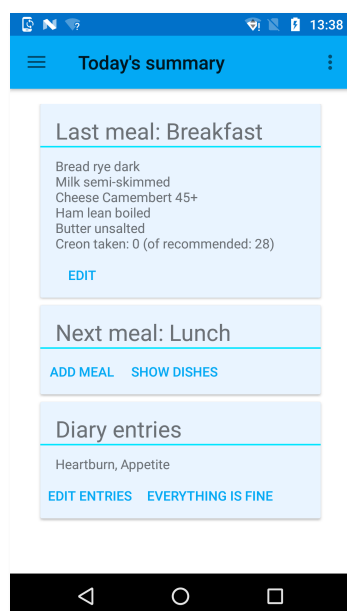 13:38
Today's summary
Last meal: Breakfast
Bread rye dark
Milk semi-skimmed
Cheese Camembert 45+
Ham lean boiled
Butter unsalted
Creon taken: 0 (of recommended: 28)
EDIT
Next meal: Lunch
ADD MEAL SHOW DISHES
Diary entries
Heartburn, Appetite
EDIT ENTRIES EVERYTHING IS FINE